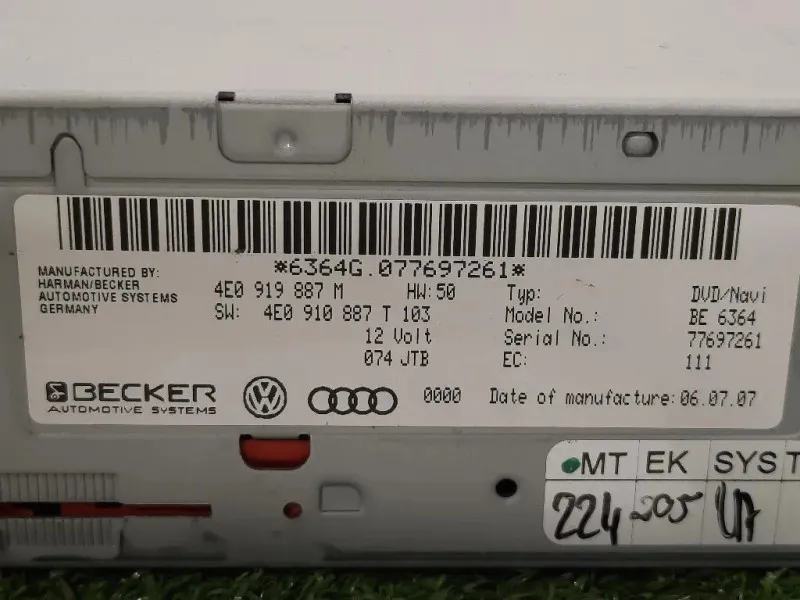 *6364G.077697261*
MANUFACTURED BY:
HARMAN/BECKER
AUTOMOTIVE SYSTEMS
GERMANY
4E0 919 887 M HW:50
SW: 4E0 910 887 T 103
12 Volt
074 JTB
Typ: DVD/Navi
Model No.: BE 6364
Serial No.: 77697261
EC: 111
BECKER
AUTOMOTIVE SYSTEMS
0000 Date of manufacture: 06.07.07
MT EK SYS T
224 205